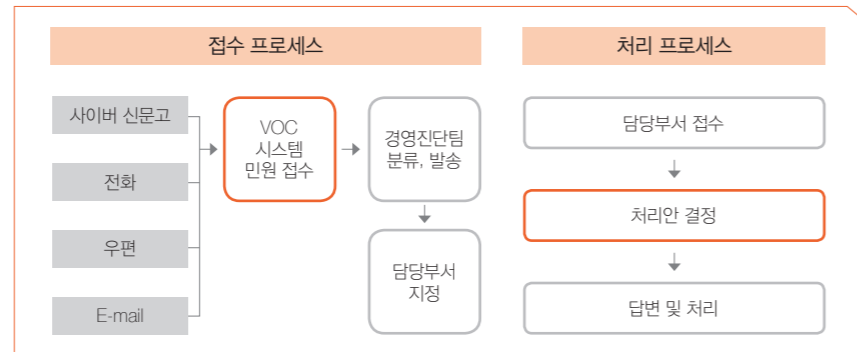 접수 프로세스
사이버 신문고
전화
우편
E-mail
VOC
시스템
민원 접수
경영진단팀
분류, 발송
담당부서
지정
처리 프로세스
담당부서 접수
처리안 결정
답변 및 처리